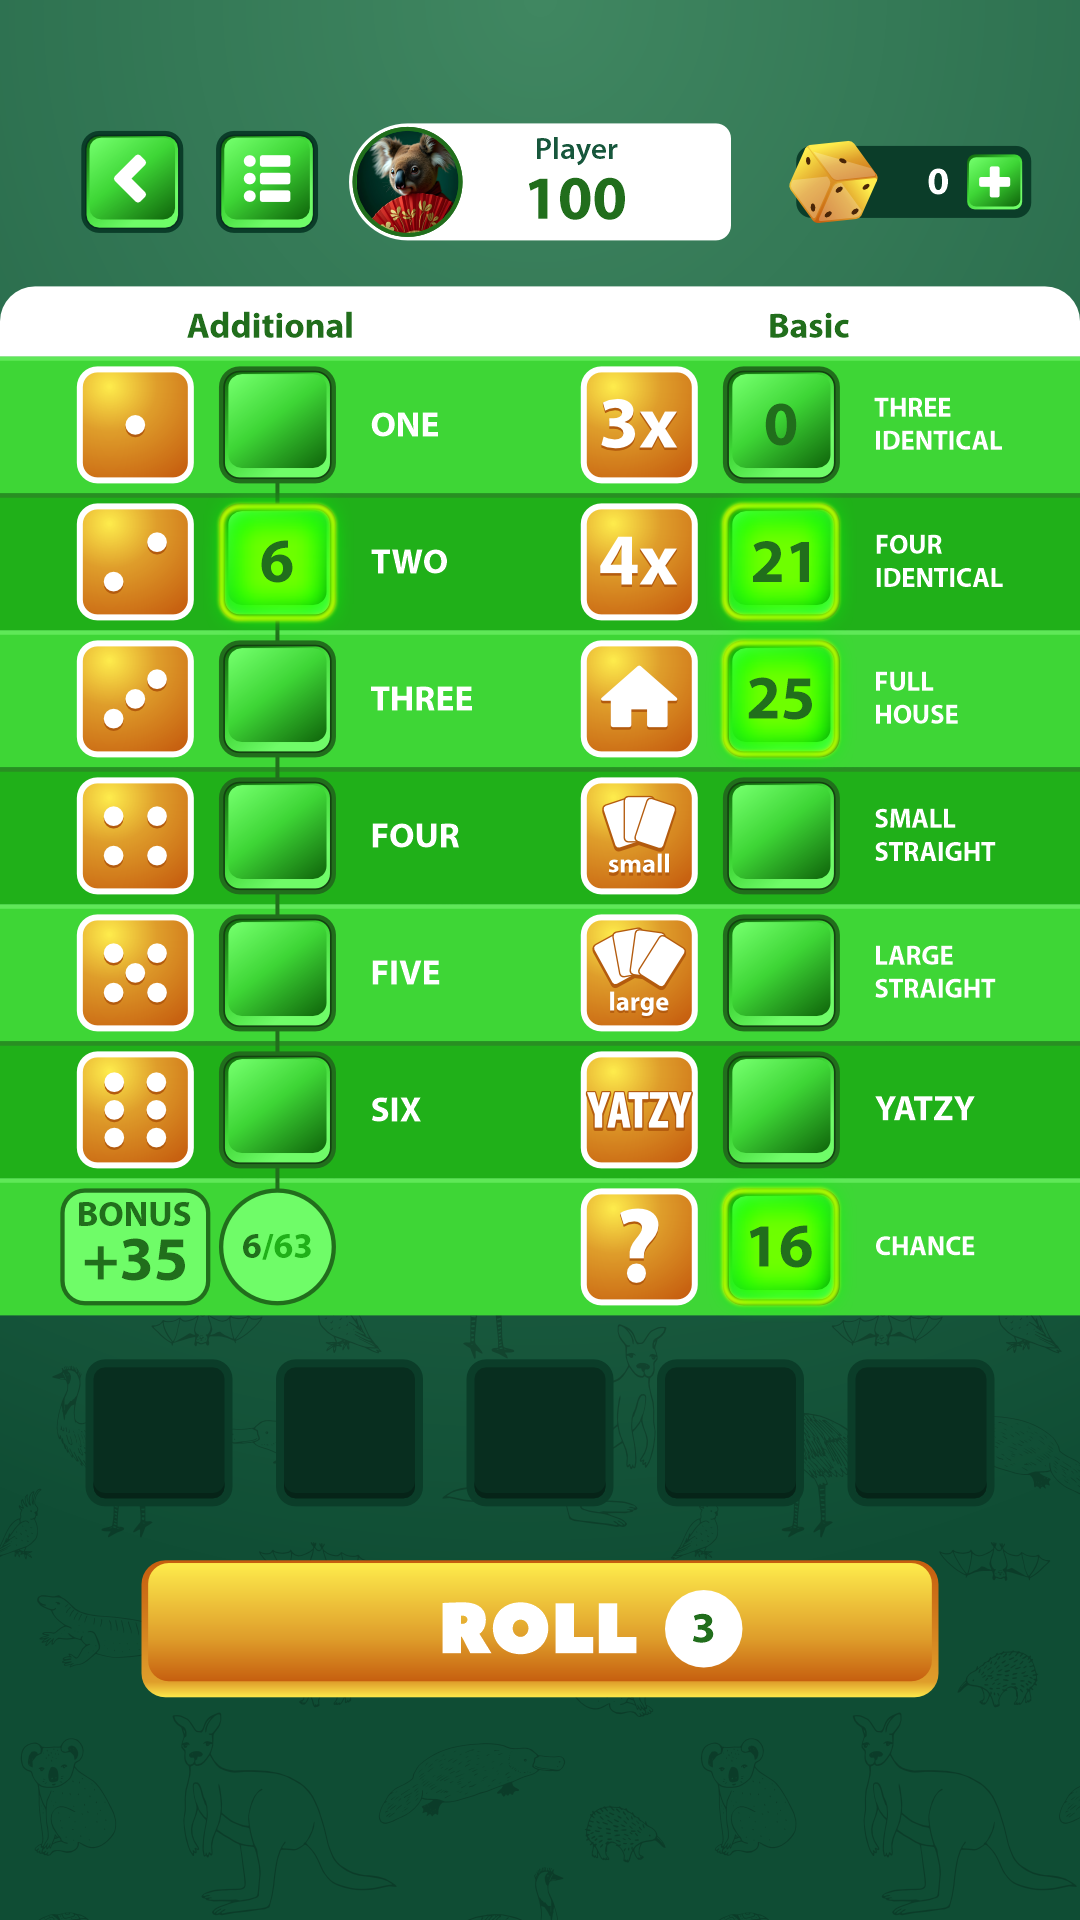 Player
100
0
Additional
Basic
ONE
3x
0
THREE
IDENTICAL
6
TWO
4x
21
FOUR
IDENTICAL
THREE
25
FULL
HOUSE
FOUR
small
SMALL
STRAIGHT
FIVE
large
LARGE
STRAIGHT
SIX
YATZY
YATZY
BONUS
+35
6/63
?
16
CHANCE
ROLL 3